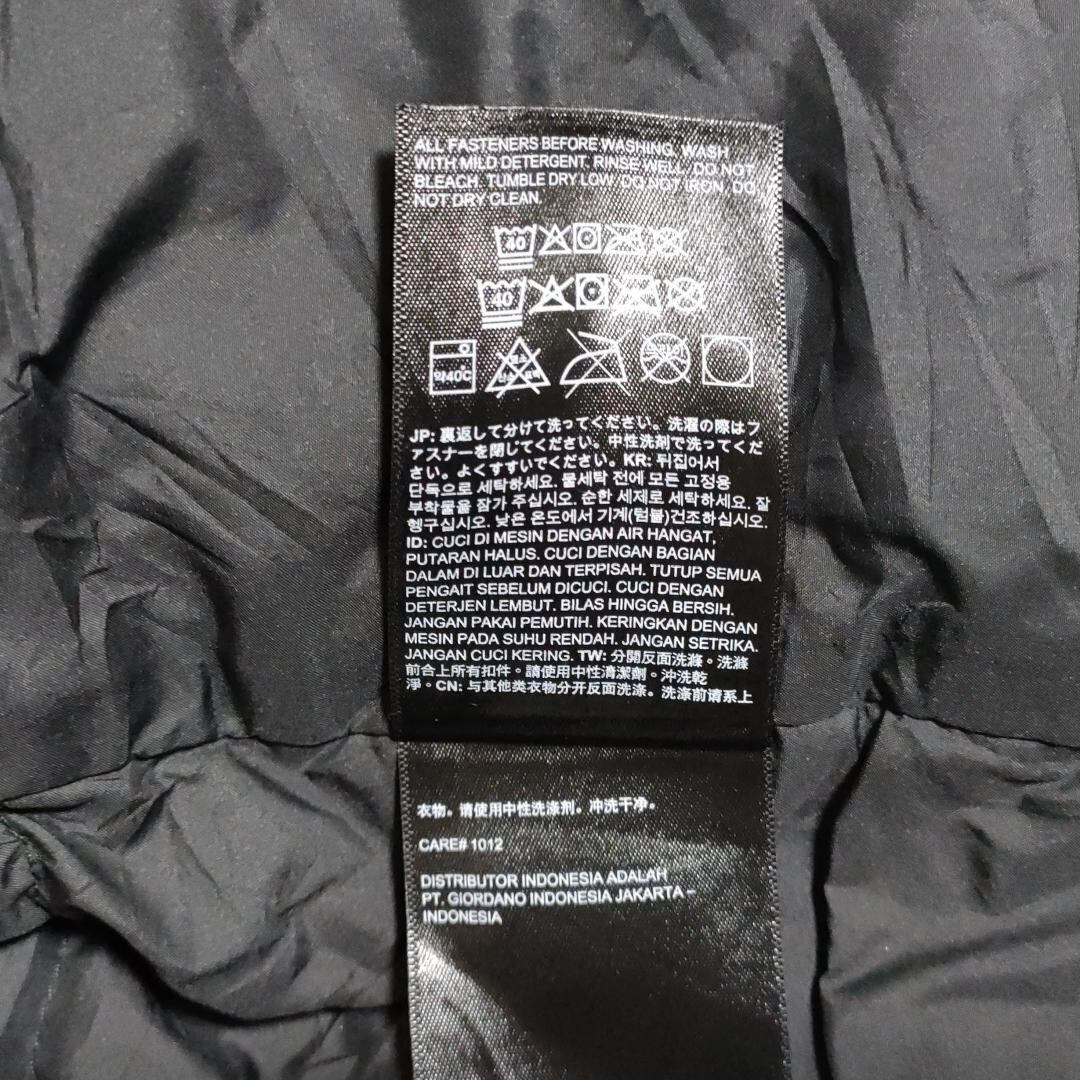 ALL FASTENERS BEFORE WASHING. WASH
WITH MILD DETERGENT. RINSE WELL. DO NOT
BLEACH. TUMBLE DRY LOW. DO NOT IRON. DO
NOT DRY CLEAN.
40
40
약40℃
JP: 裏返して分けて洗ってください。洗濯の際はフ
ァスナーを閉じてください。中性洗剤で洗ってくだ
さい。よくすすいでください。KR: 뒤집어서
단독으로 세탁하세요. 물세탁 전에 모든 고정용
부착물을 잠가 주십시오. 순한 세제로 세탁하세요. 잘
헹구십시오. 낮은 온도에서 기계(텀블)건조하십시오.
ID: CUCI DI MESIN DENGAN AIR HANGAT,
PUTARAN HALUS. CUCI DENGAN BAGIAN
DALAM DI LUAR DAN TERPISAH. TUTUP SEMUA
PENGAIT SEBELUM DICUCI. CUCI DENGAN
DETERJEN LEMBUT. BILAS HINGGA BERSIH.
JANGAN PAKAI PEMUTIH. KERINGKAN DENGAN
MESIN PADA SUHU RENDAH. JANGAN SETRIKA.
JANGAN CUCI KERING. TW: 分開反面洗滌。洗滌
前合上所有扣件。請使用中性清潔劑。沖洗乾
淨。CN: 与其他类衣物分开反面洗涤。洗涤前请系上
衣物。请使用中性洗涤剂。冲洗干净。
CARE# 1012
DISTRIBUTOR INDONESIA ADALAH
PT. GIORDANO INDONESIA JAKARTA –
INDONESIA